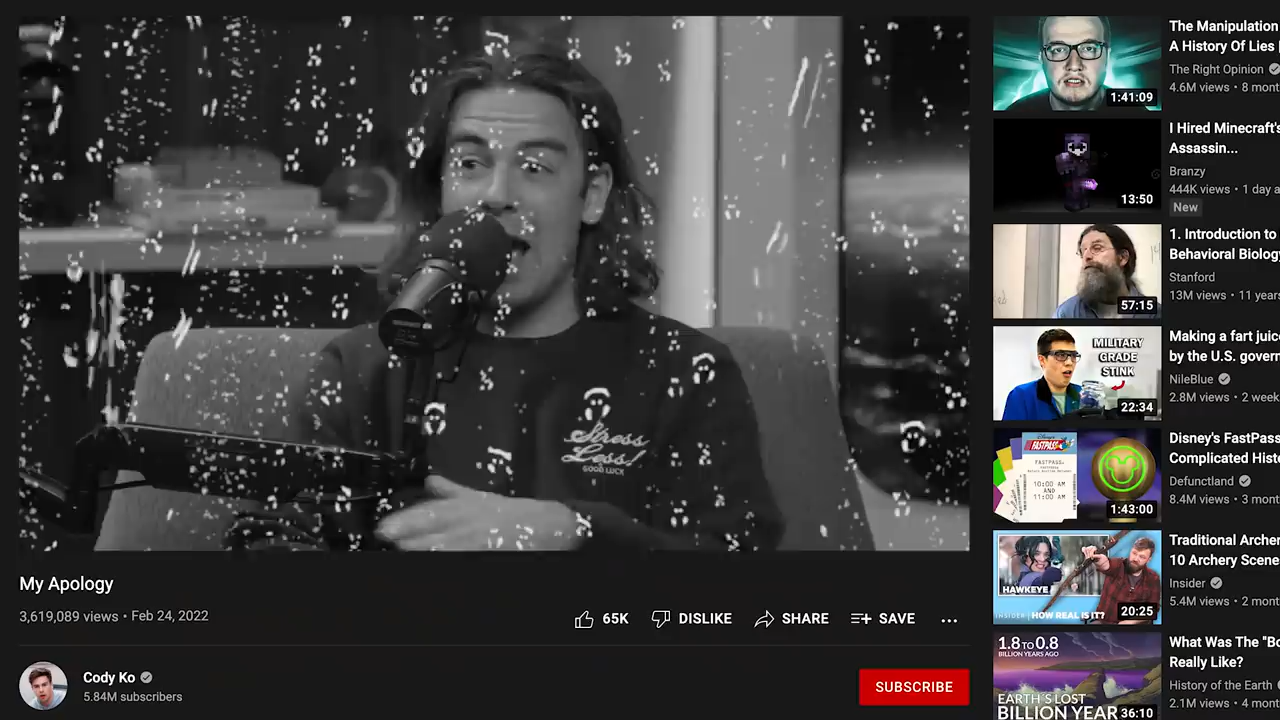 Stress
Less!
GOOD LUCK
My Apology
3,619,089 views • Feb 24, 2022
65K
DISLIKE
SHARE
SAVE
Cody Ko
5.84M subscribers
SUBSCRIBE
1:41:09
The Manipulation
A History Of Lies
The Right Opinion
4.6M views • 8 mont
13:50
I Hired Minecraft's
Assassin...
Branzy
444K views • 1 day a
New
57:15
1. Introduction to
Behavioral Biology
Stanford
13M views • 11 year
MILITARY
GRADE
STINK
22:34
Making a fart juic
by the U.S. govern
NileBlue
2.8M views • 2 week
FASTPASS
FASTPASS
10:00 AM
AND
11:00 AM
1:43:00
Disney's FastPass
Complicated Histo
Defunctland
8.4M views • 3 mont
HAWKEYE
INSIDER HOW REAL IS IT?
20:25
Traditional Archer
10 Archery Scene
Insider
5.4M views • 2 mont
1.8 TO 0.8
BILLION YEARS AGO
EARTH'S LOST
BILLION YEAR
36:10
What Was The "Bo
Really Like?
History of the Earth
2.1M views • 4 mont